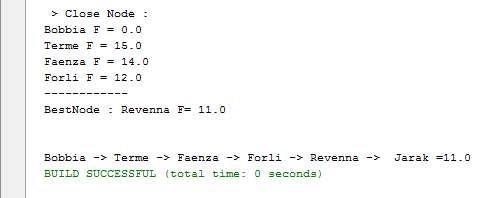 > Close Node :
Bobbia F = 0.0
Terme F = 15.0
Faenza F = 14.0
Forli F = 12.0
------------
BestNode : Revenna F= 11.0
Bobbia -> Terme -> Faenza -> Forli -> Revenna ->  Jarak =11.0
BUILD SUCCESSFUL (total time: 0 seconds)